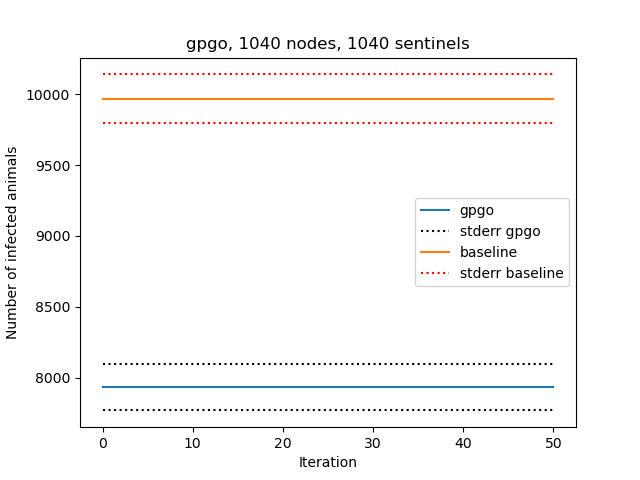 gpgo, 1040 nodes, 1040 sentinels
Number of infected animals
10000
9500
9000
8500
8000
gpgo
stderr gpgo
baseline
stderr baseline
0 10 20 30 40 50
Iteration